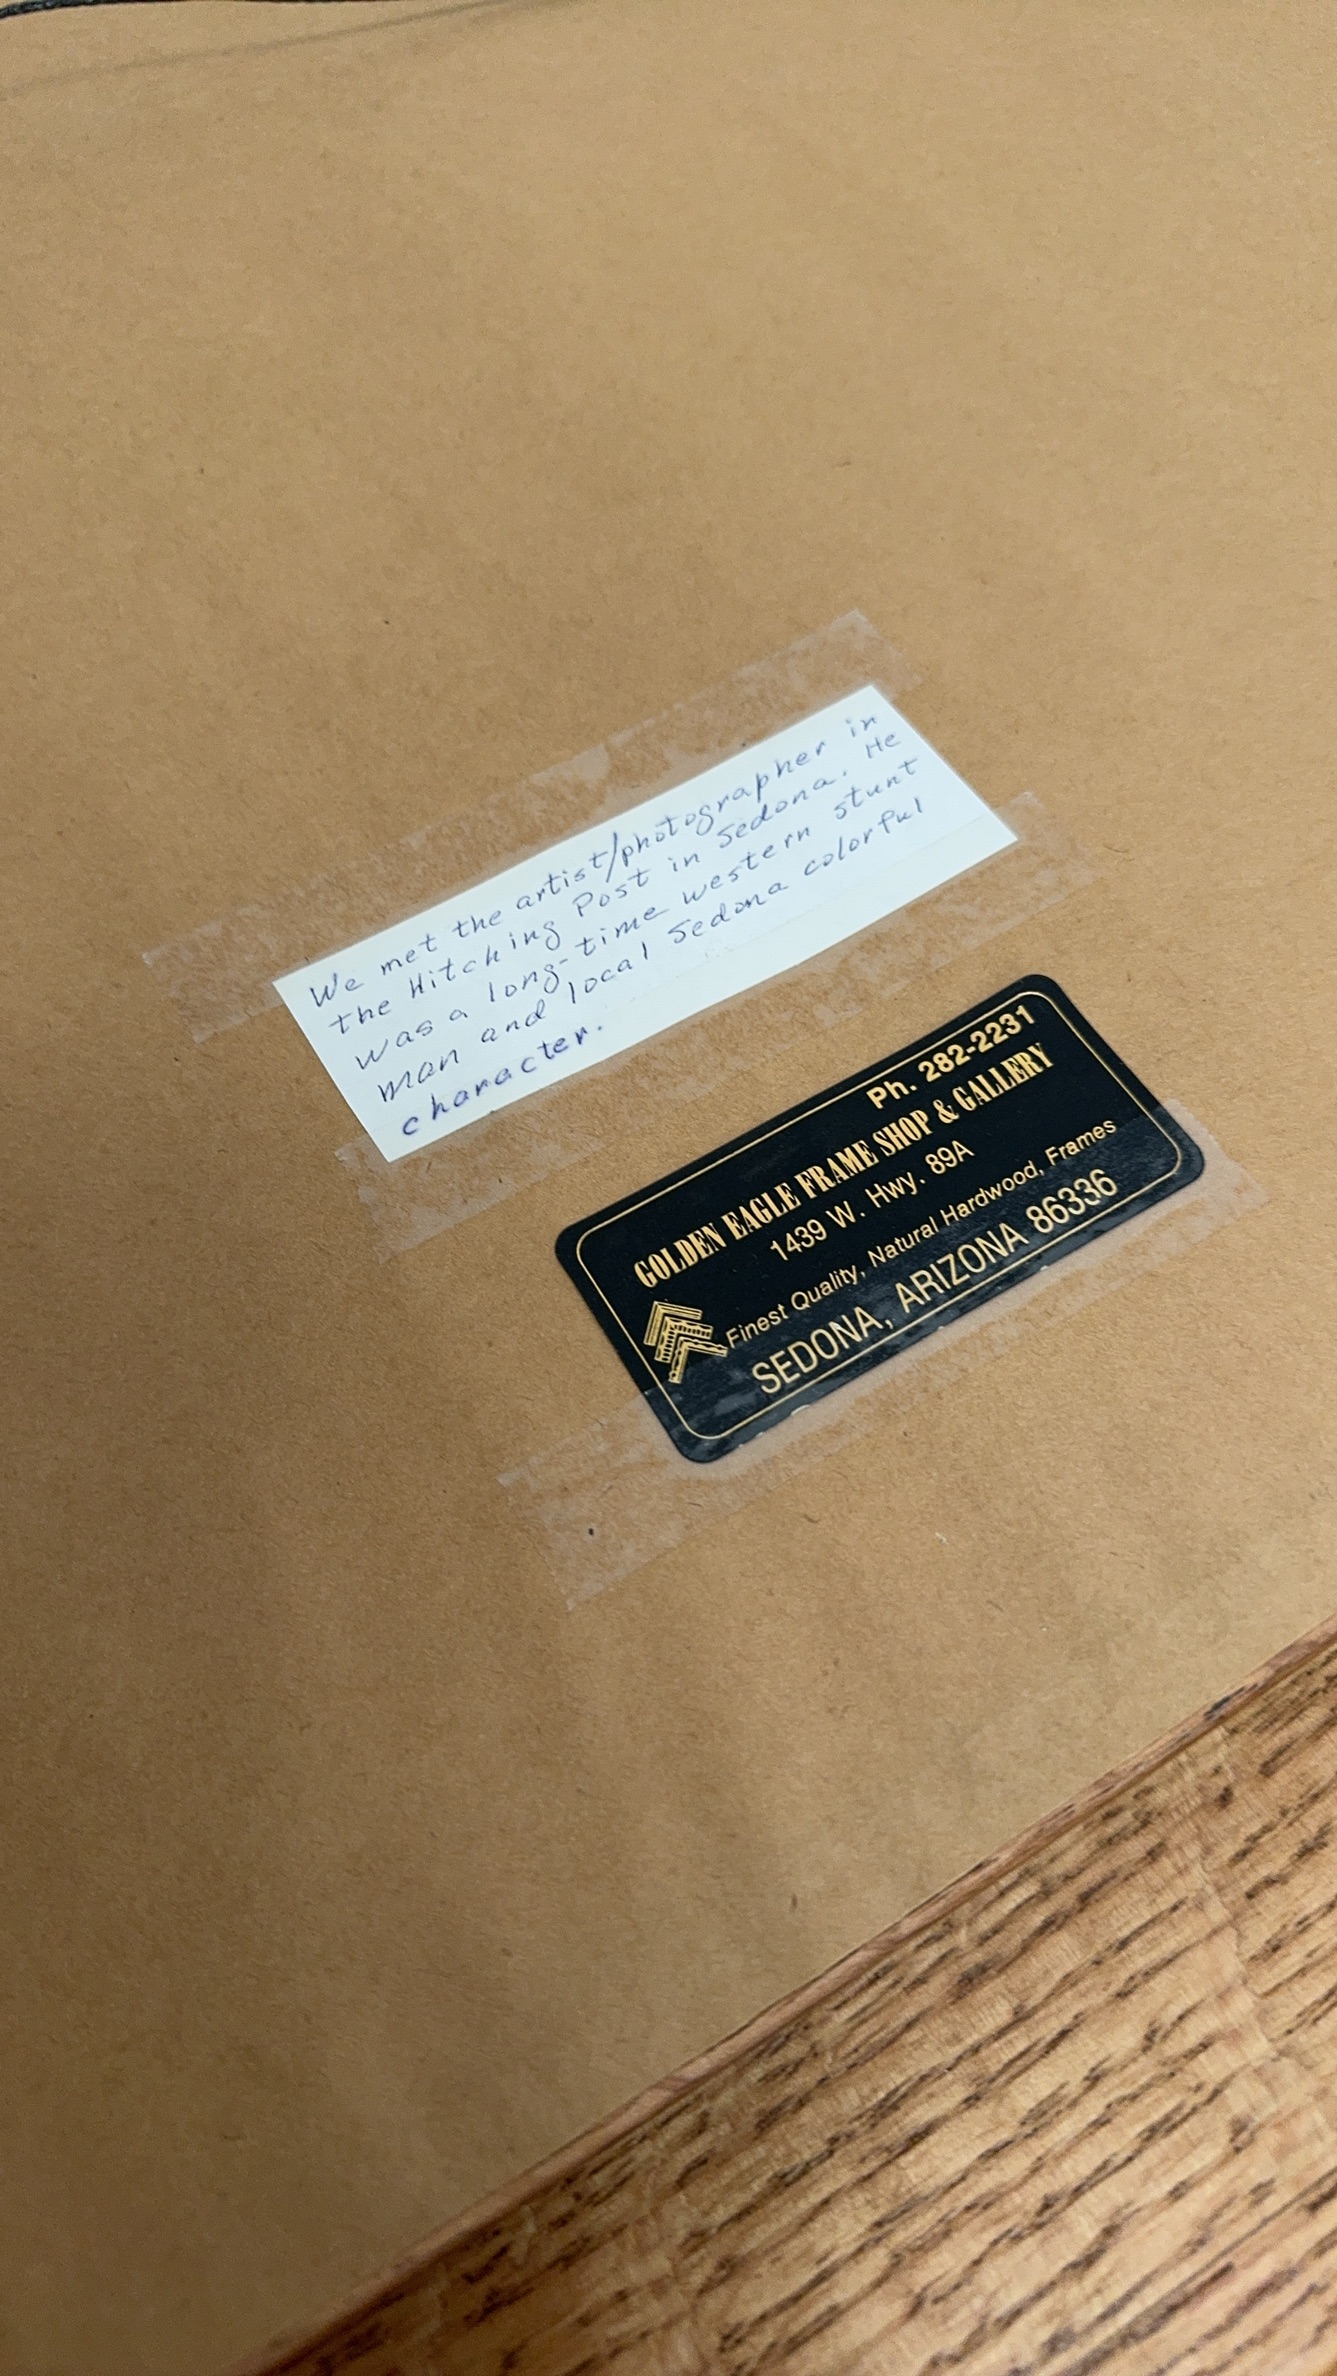 We met the artist/photographer in
the Hitching Post in Sedona. He
was a long-time western stunt
man and local Sedona colorful
character.
Ph. 282-2231
GOLDEN EAGLE FRAME SHOP & GALLERY
1439 W. Hwy. 89A
Finest Quality, Natural Hardwood, Frames
SEDONA, ARIZONA 86336